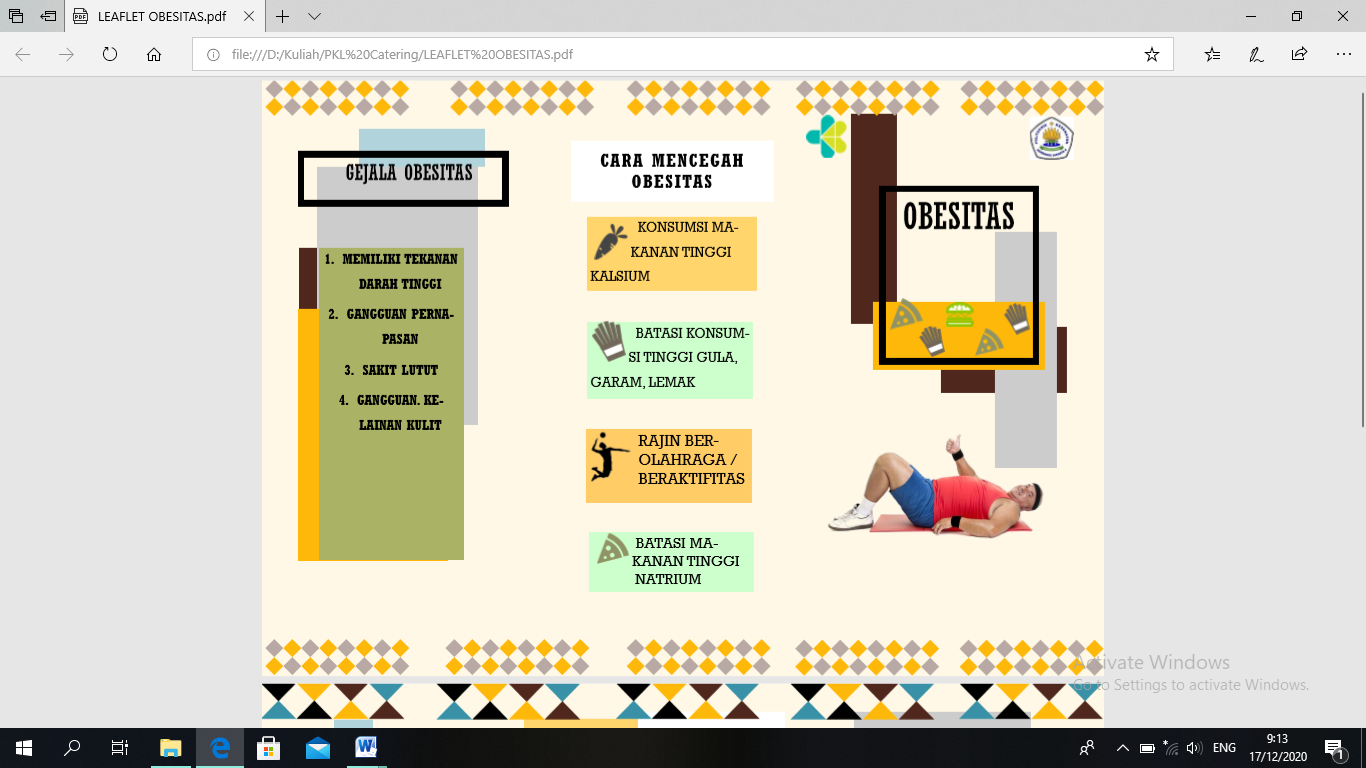 LEAFLET OBESITAS.pdf
file:///D:/Kuliah/PKL%20Catering/LEAFLET%20OBESITAS.pdf
GEJALA OBESITAS
1. MEMILIKI TEKANAN
DARAH TINGGI
2. GANGGUAN PERNA-
PASAN
3. SAKIT LUTUT
4. GANGGUAN. KE-
LAINAN KULIT
CARA MENCEGAH
OBESITAS
KONSUMSI MA-
KANAN TINGGI
KALSIUM
BATASI KONSUM-
SI TINGGI GULA,
GARAM, LEMAK
RAJIN BER-
OLAHRAGA /
BERAKTIFITAS
BATASI MA-
KANAN TINGGI
NATRIUM
OBESITAS
Activate Windows
Go to Settings to activate Windows.
ENG
9:13
17/12/2020
1